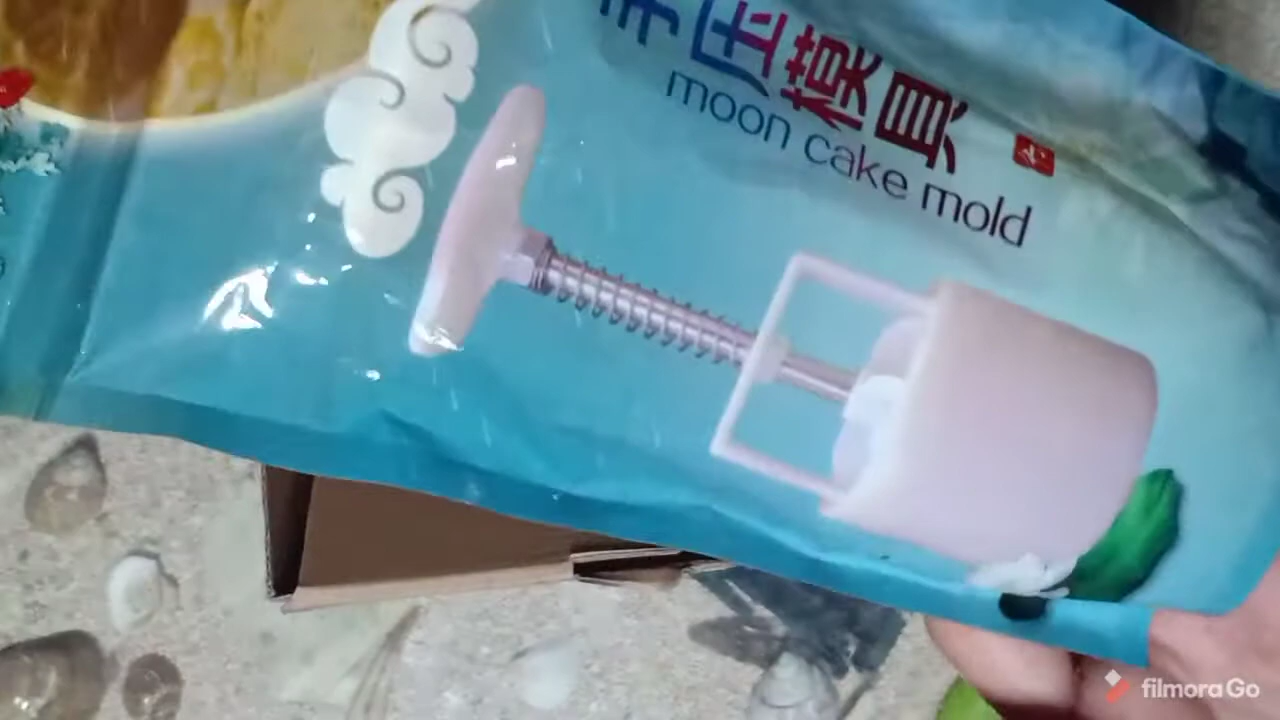 手压模具
moon cake mold
filmoraGo